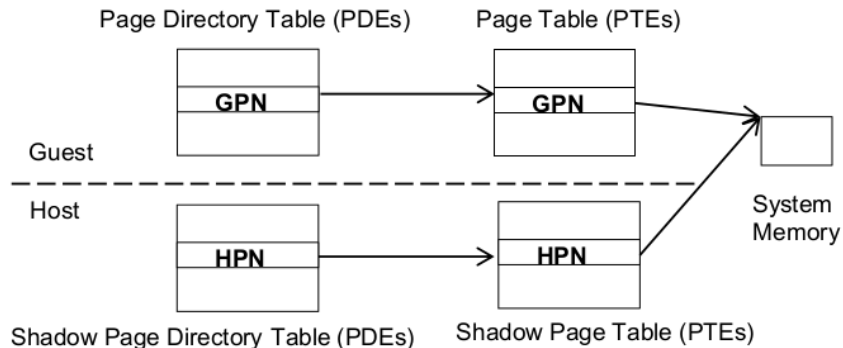 Page Directory Table (PDEs)
Page Table (PTEs)
GPN
GPN
Guest
Host
System
Memory
HPN
HPN
Shadow Page Directory Table (PDEs)
Shadow Page Table (PTEs)